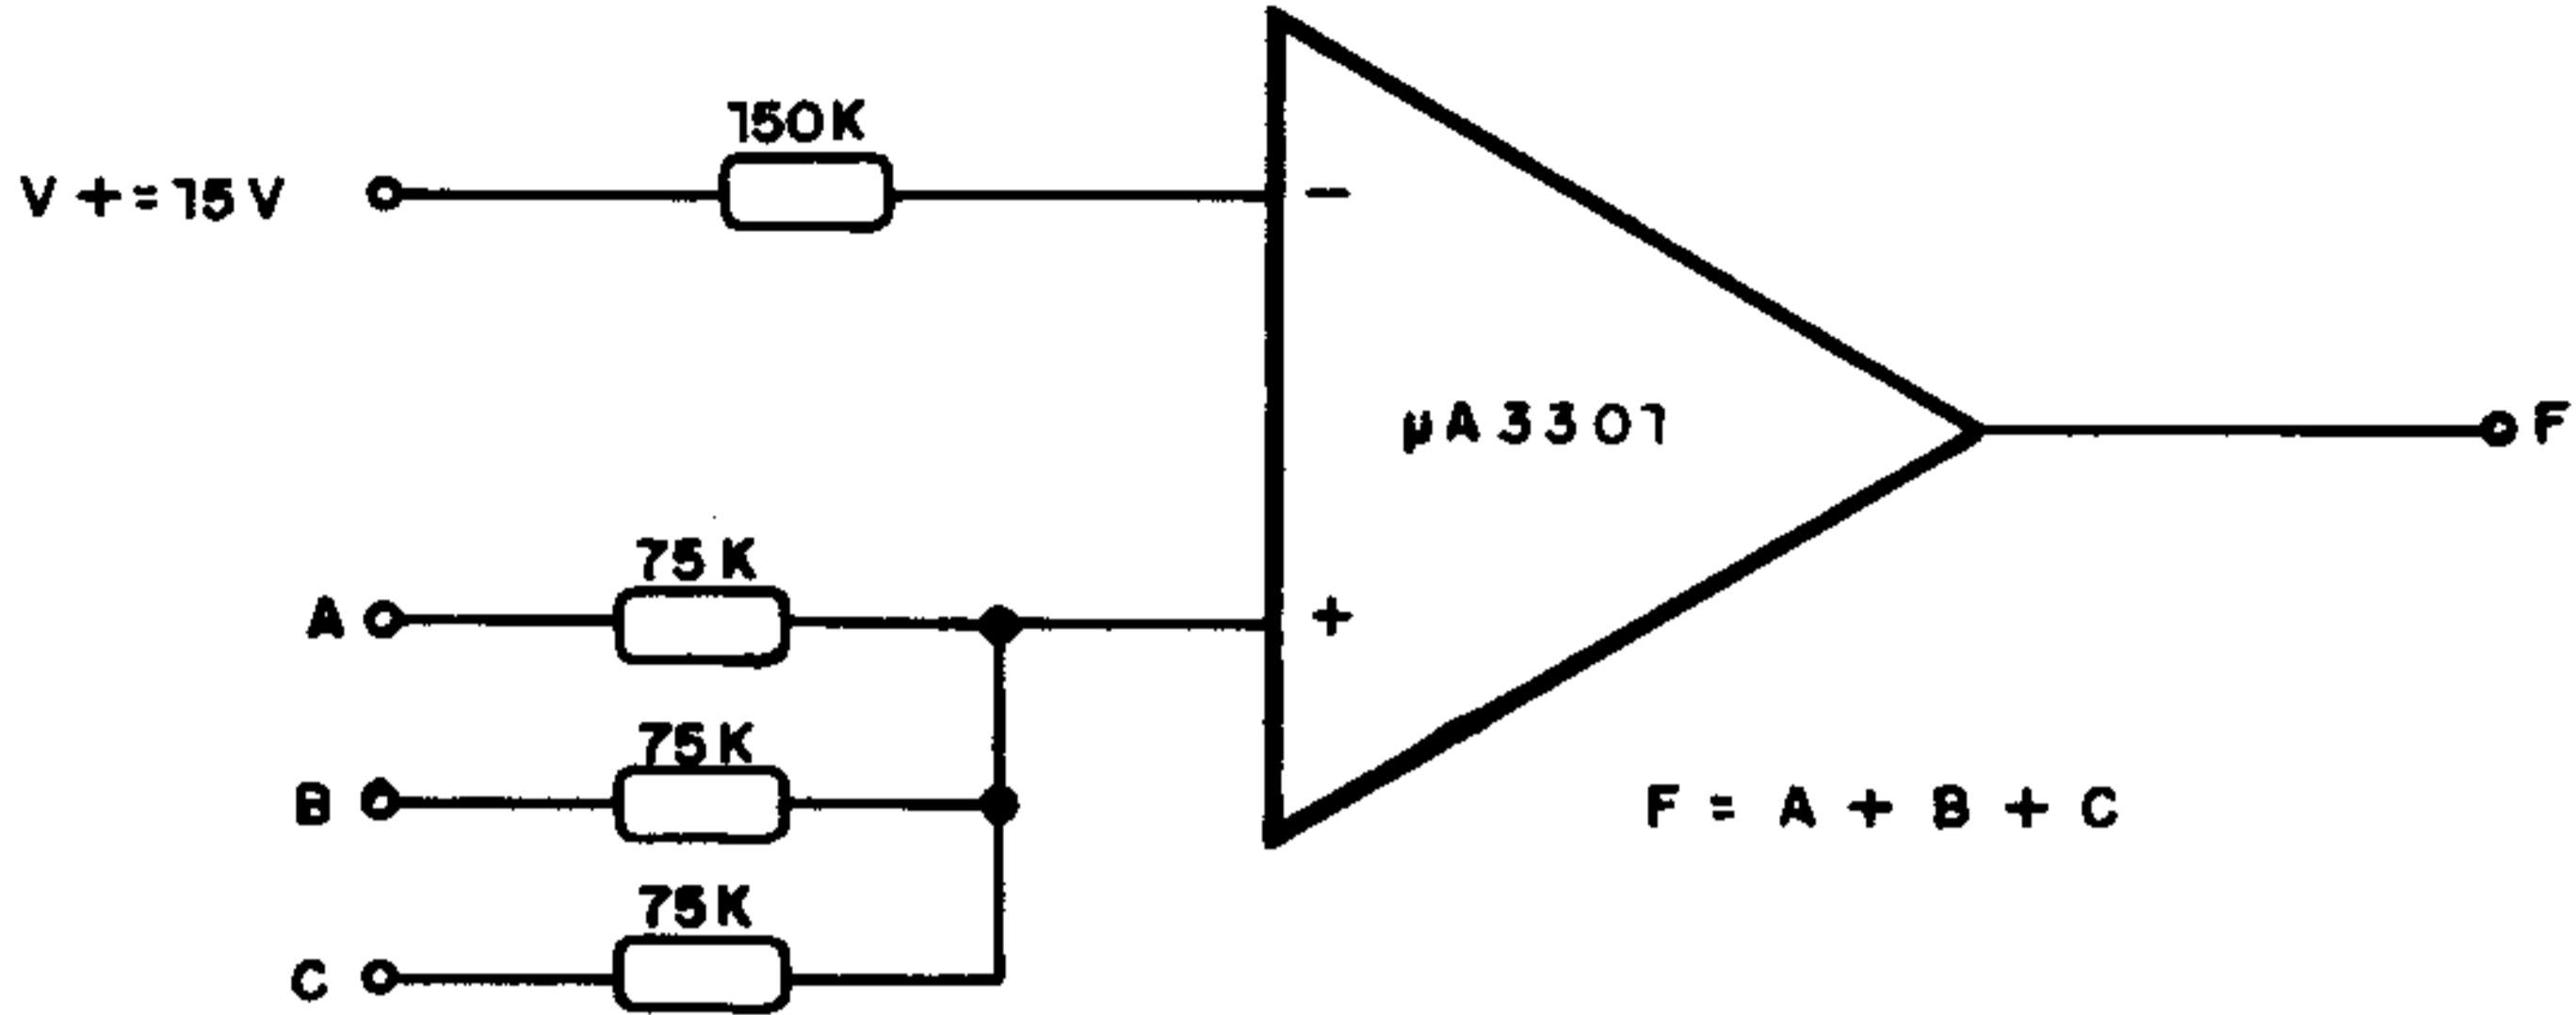 150K
V+=15V
-
µA3301
F
75K
A
+
75K
B
F = A + B + C
75K
C